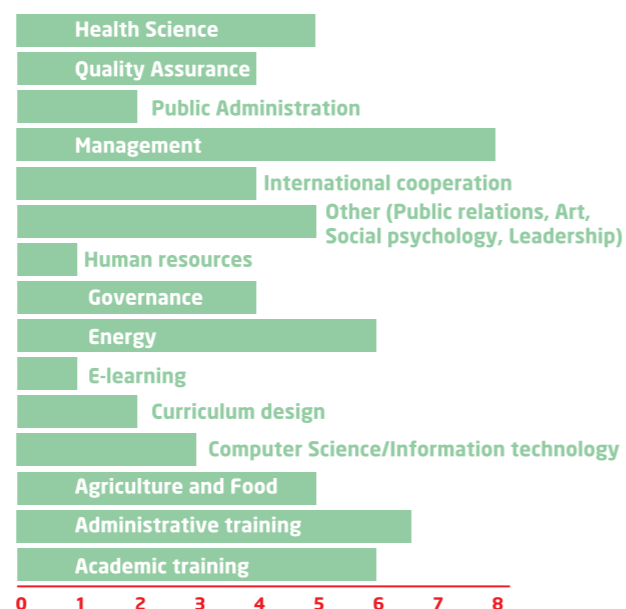 Health Science
Quality Assurance
Public Administration
Management
International cooperation
Other (Public relations, Art,
Social psychology, Leadership)
Human resources
Governance
Energy
E-learning
Curriculum design
Computer Science/Information technology
Agriculture and Food
Administrative training
Academic training
0 1 2 3 4 5 6 7 8